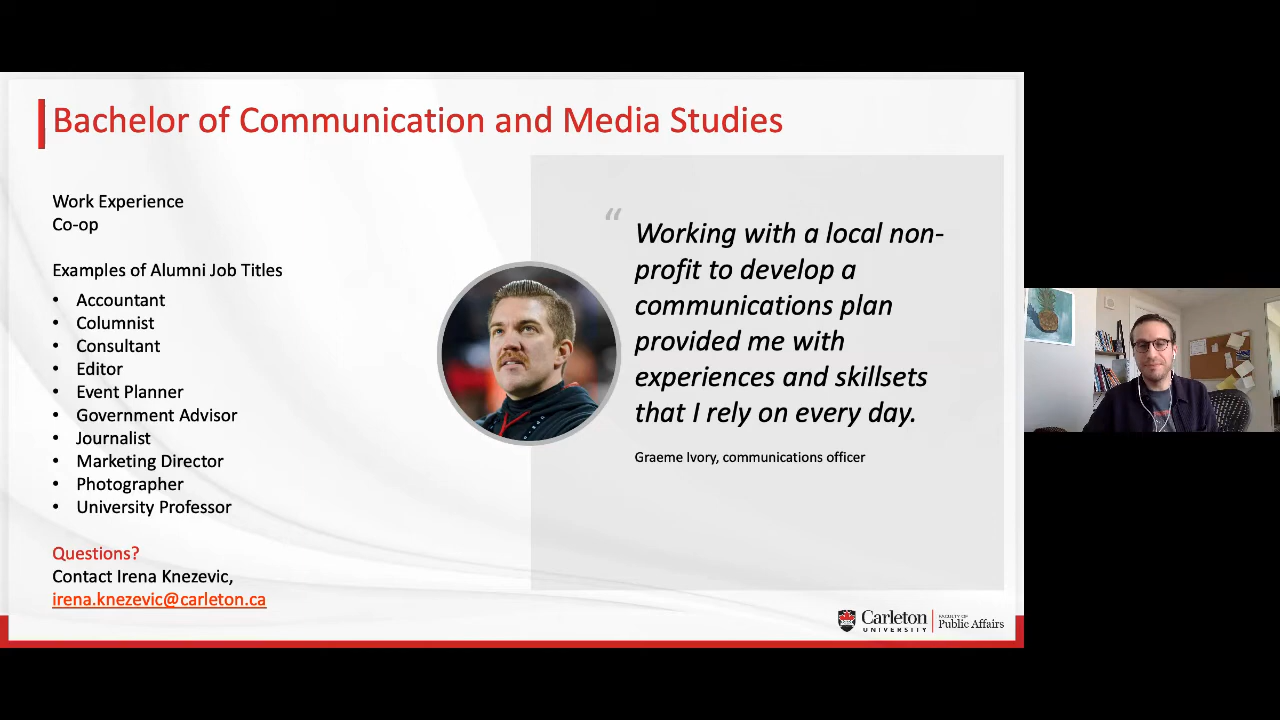 Bachelor of Communication and Media Studies
Work Experience
Co-op
Examples of Alumni Job Titles
• Accountant
• Columnist
• Consultant
• Editor
• Event Planner
• Government Advisor
• Journalist
• Marketing Director
• Photographer
• University Professor
Questions?
Contact Irena Knezevic,
irena.knezevic@carleton.ca
“
Working with a local non-
profit to develop a
communications plan
provided me with
experiences and skillsets
that I rely on every day.
Graeme Ivory, communications officer
Carleton
UNIVERSITY
FACULTY OF
Public Affairs